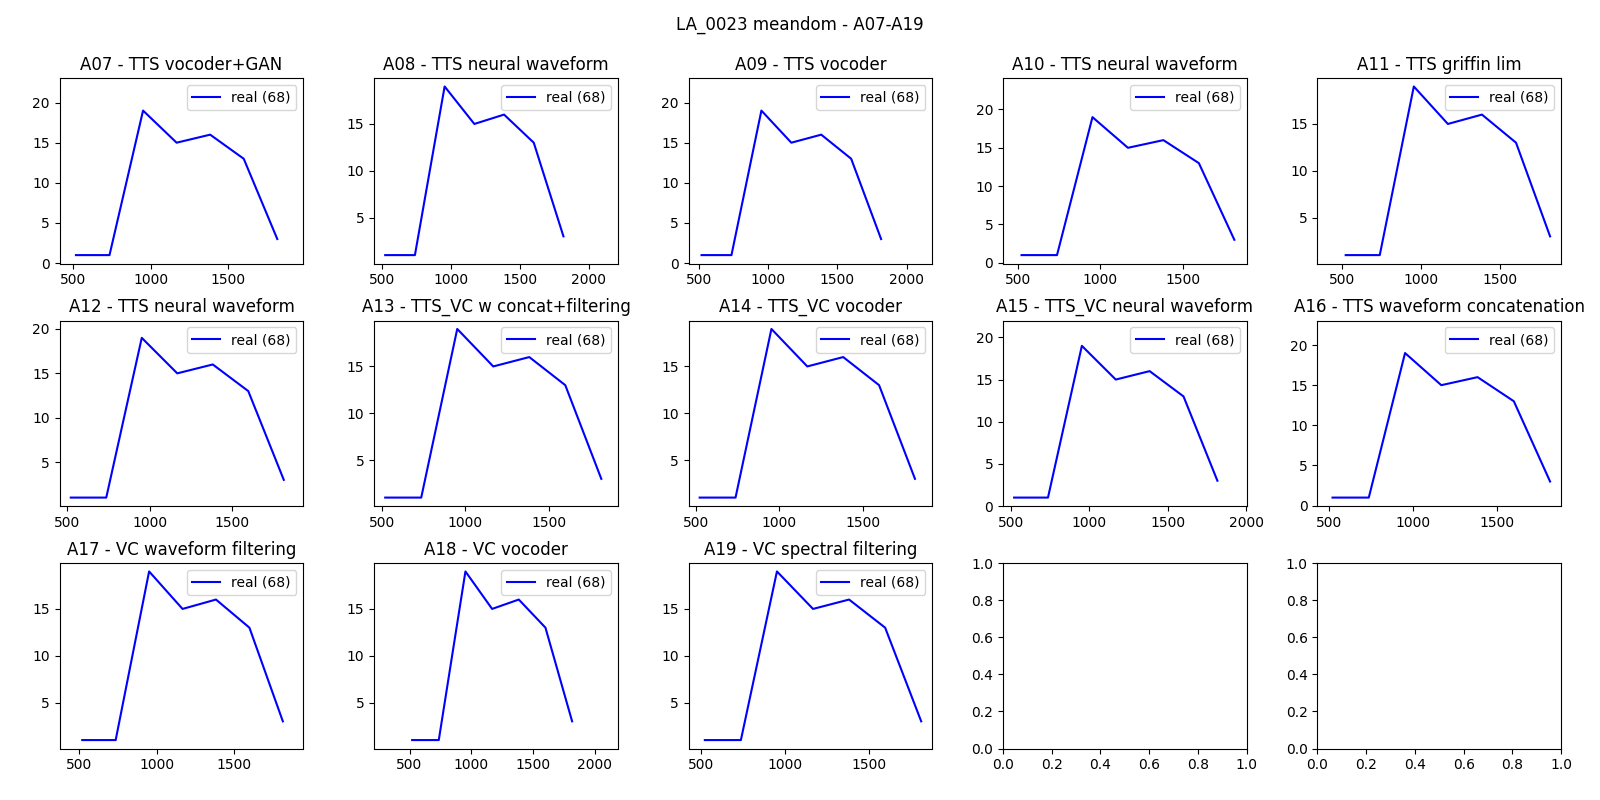 LA_0023 meandom - A07-A19
A07 - TTS vocoder+GAN
A08 - TTS neural waveform
A09 - TTS vocoder
A10 - TTS neural waveform
A11 - TTS griffin lim
real (68)
real (68)
real (68)
real (68)
real (68)
20
15
10
5
0
500 1000 1500
15
10
5
500 1000 1500 2000
20
15
10
5
0
500 1000 1500 2000
20
15
10
5
0
500 1000 1500
15
10
5
500 1000 1500
A12 - TTS neural waveform
A13 - TTS_VC w concat+filtering
A14 - TTS_VC vocoder
A15 - TTS_VC neural waveform
A16 - TTS waveform concatenation
real (68)
real (68)
real (68)
real (68)
real (68)
20
15
10
5
500 1000 1500
15
10
5
500 1000 1500
15
10
5
500 1000 1500
20
15
10
5
0
500 1000 1500 2000
20
15
10
5
0
500 1000 1500
A17 - VC waveform filtering
A18 - VC vocoder
A19 - VC spectral filtering
real (68)
real (68)
real (68)
15
10
5
500 1000 1500
15
10
5
500 1000 1500 2000
15
10
5
500 1000 1500
1.0
0.8
0.6
0.4
0.2
0.0
0.0 0.2 0.4 0.6 0.8 1.0
1.0
0.8
0.6
0.4
0.2
0.0
0.0 0.2 0.4 0.6 0.8 1.0